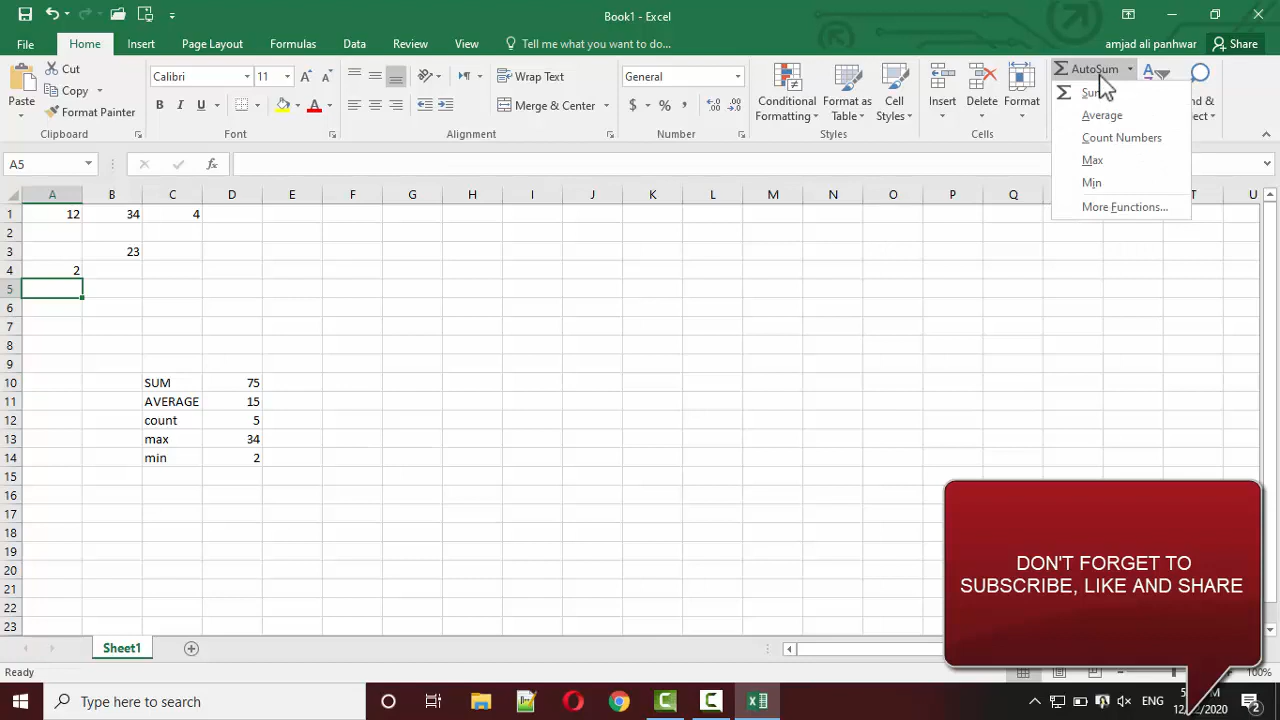 Book1 - Excel
File Home Insert Page Layout Formulas Data Review View Tell me what you want to do... amjad ali panhwar Share
Paste
Cut
Copy
Format Painter
Clipboard
Calibri 11
B I U
Font
Wrap Text
Merge & Center
Alignment
General
$ % ,
Number
Conditional Formatting
Format as Table
Cell Styles
Styles
Insert
Delete
Format
Cells
AutoSum
Average
Count Numbers
Max
Min
More Functions...
A5 fx
A B C D E F G H I J K L M N O P Q T U
1 12 34 4
2
3 23
4 2
5
6
7
8
9
10 SUM 75
11 AVERAGE 15
12 count 5
13 max 34
14 min 2
15
16
17
18
19
20
21
22
23
DON'T FORGET TO
SUBSCRIBE, LIKE AND SHARE
Sheet1
Ready 100%
Type here to search
ENG
2